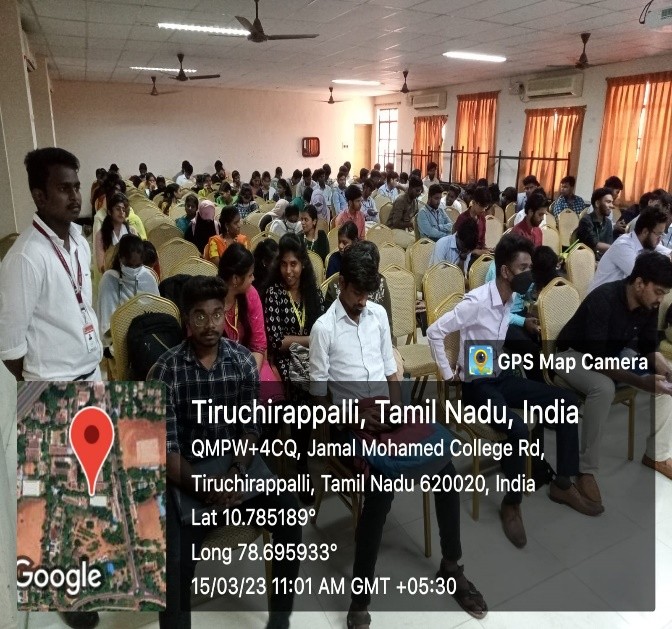 GPS Map Camera
Tiruchirappalli, Tamil Nadu, India
QMPW+4CQ, Jamal Mohamed College Rd,
Tiruchirappalli, Tamil Nadu 620020, India
Lat 10.785189°
Long 78.695933°
15/03/23 11:01 AM GMT +05:30
Google